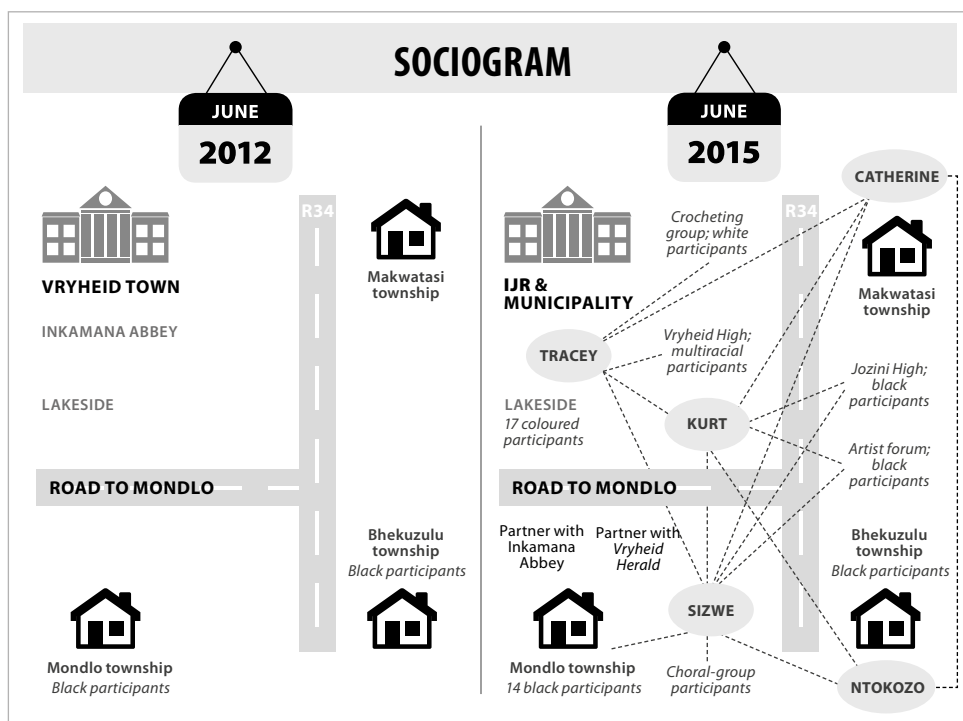 SOCIOGRAM
JUNE
2012
R34
VRYHEID TOWN
INKAMANA ABBEY
LAKESIDE
Makwatasi
township
ROAD TO MONDLO
Bhekuzulu
township
Black participants
Mondlo township
Black participants
JUNE
2015
CATHERINE
R34
Crocheting
group; white
participants
IJR &
MUNICIPALITY
Makwatasi
township
TRACEY
Vryheid High;
multiracial
participants
Jozini High;
black
participants
LAKESIDE
17 coloured
participants
KURT
Artist forum;
black
participants
ROAD TO MONDLO
Partner with
Inkamana
Abbey
Partner with
Vryheid
Herald
Bhekuzulu
township
Black participants
SIZWE
Mondlo township
14 black participants
Choral-group
participants
NTOKOZO